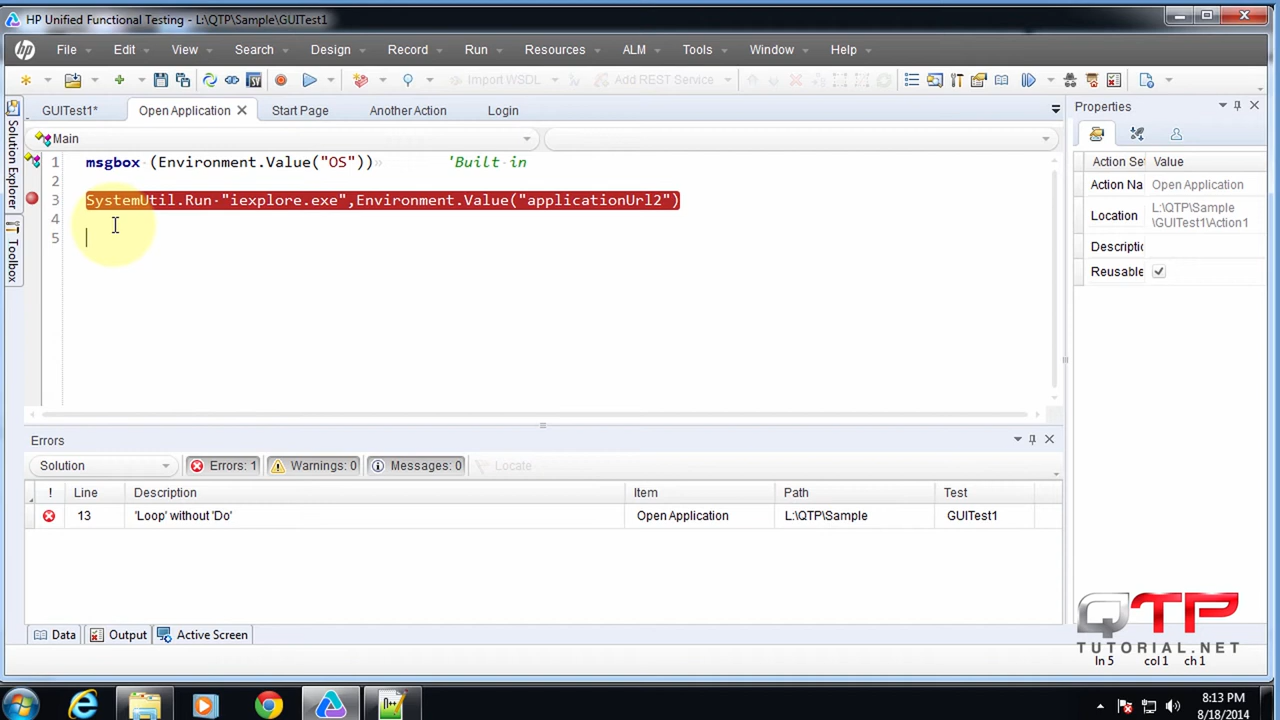 HP Unified Functional Testing - L:\QTP\Sample\GUITest1
File Edit View Search Design Record Run Resources ALM Tools Window Help
Import WSDL Add REST Service
GUITest1* Open Application Start Page Another Action Login
Main
1 msgbox (Environment.Value("OS")) 'Built in
2
3 SystemUtil.Run "iexplore.exe",Environment.Value("applicationUrl2")
4
5
Solution Explorer
Toolbox
Properties
Action Se Value
Action Na Open Application
Location L:\QTP\Sample
\GUITest1\Action1
Descriptic
Reusable
Errors
Solution Errors: 1 Warnings: 0 Messages: 0 Locate
! Line Description Item Path Test
13 'Loop' without 'Do' Open Application L:\QTP\Sample GUITest1
Data Output Active Screen
QTP
TUTORIAL.NET
ln 5 col 1 ch 1
8:13 PM
8/18/2014